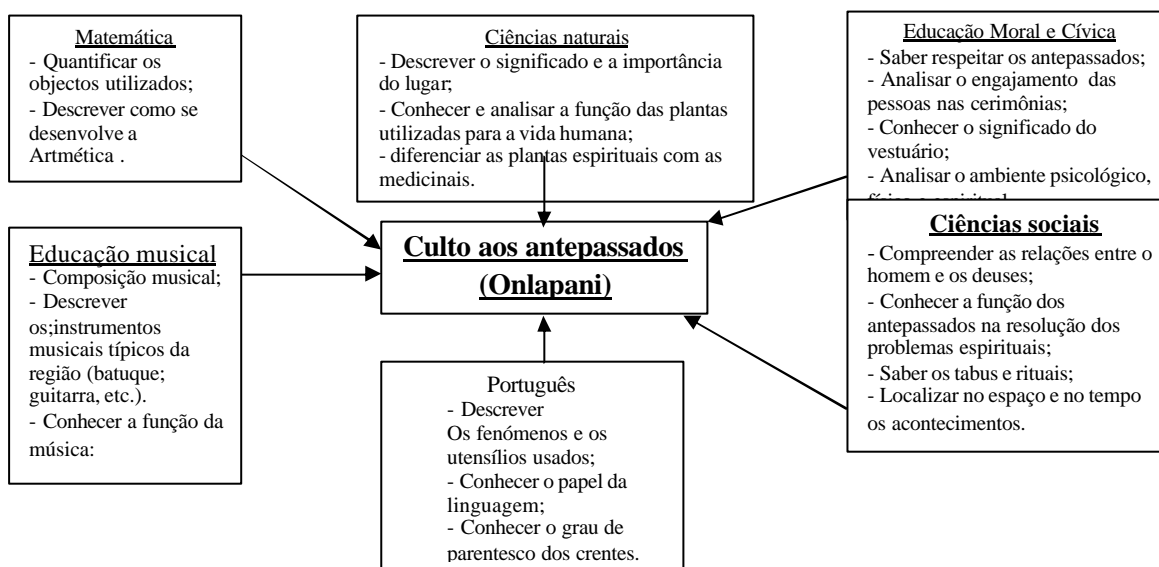 Matemática
- Quantificar os
objectos utilizados;
- Descrever como se
desenvolve a
Artmética .
Ciências naturais
- Descrever o significado e a importância
do lugar;
- Conhecer e analisar a função das plantas
utilizadas para a vida humana;
- diferenciar as plantas espirituais com as
medicinais.
Educação Moral e Cívica
- Saber respeitar os antepassados;
- Analisar o engajamento das
pessoas nas cerimônias;
- Conhecer o significado do
vestuário;
- Analisar o ambiente psicológico,
Educação musical
- Composição musical;
- Descrever
os;instrumentos
musicais típicos da
região (batuque;
guitarra, etc.).
- Conhecer a função da
música:
Culto aos antepassados
(Onlapani)
Ciências sociais
- Compreender as relações entre o
homem e os deuses;
- Conhecer a função dos
antepassados na resolução dos
problemas espirituais;
- Saber os tabus e rituais;
- Localizar no espaço e no tempo
os acontecimentos.
Português
- Descrever
Os fenómenos e os
utensílios usados;
- Conhecer o papel da
linguagem;
- Conhecer o grau de
parentesco dos crentes.